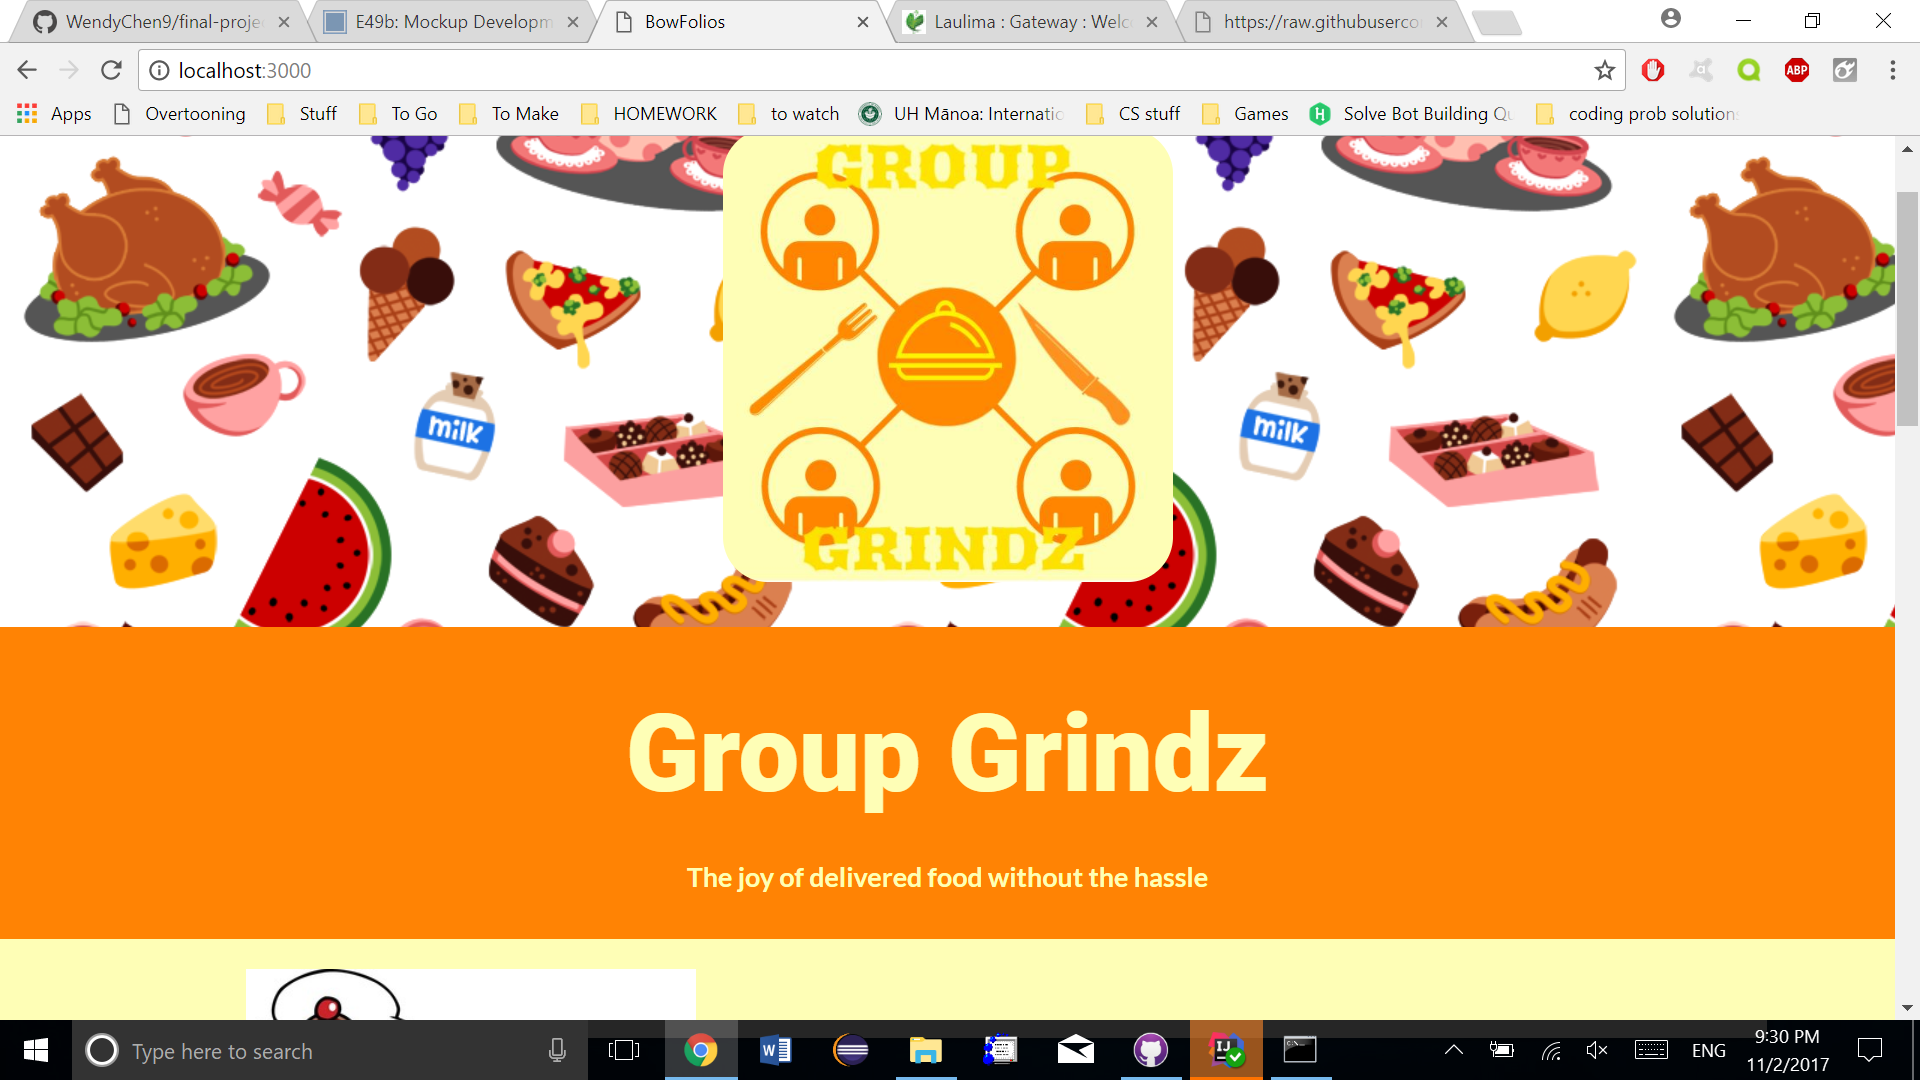 WendyChen9/final-proje
E49b: Mockup Developm
BowFolios
Laulima : Gateway : Welc
https://raw.githubuserco
localhost:3000
ABP
Apps
Overtooning
Stuff
To Go
To Make
HOMEWORK
to watch
UH Mānoa: Internatio
CS stuff
Games
Solve Bot Building Qu
coding prob solution
GROUP
milk
milk
GRINDZ
Group Grindz
The joy of delivered food without the hassle
Type here to search
ENG
9:30 PM
11/2/2017